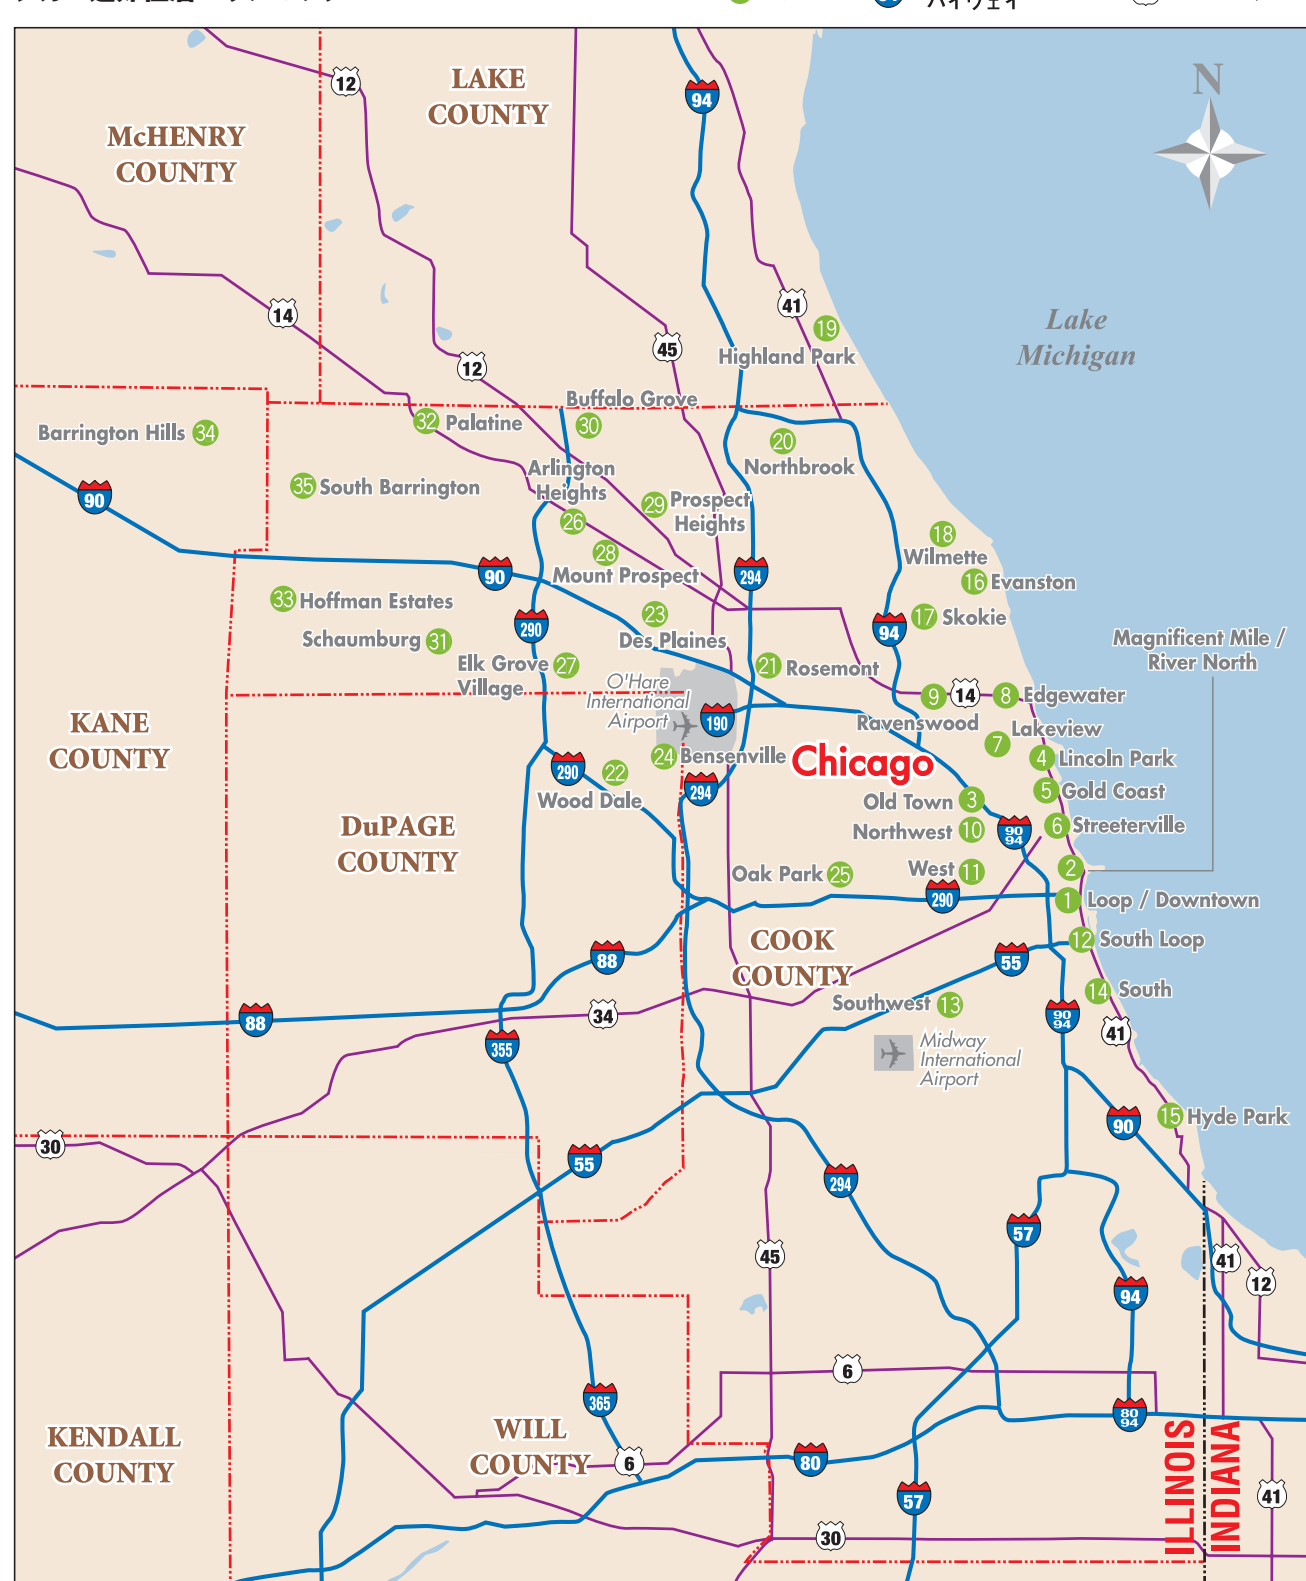 ハイウェイ
N
LAKE
COUNTY
12
94
McHENRY
COUNTY
14
41
19
Highland Park
Lake
Michigan
45
12
Buffalo Grove
30
32 Palatine
Barrington Hills 34
20
Northbrook
Arlington
Heights
26
35 South Barrington
90
29 Prospect
Heights
18
Wilmette
28
Mount Prospect
90
294
16 Evanston
33 Hoffman Estates
290
23
Des Plaines
94
17 Skokie
Schaumburg 31
Magnificent Mile /
River North
Elk Grove 27
Village
21 Rosemont
O'Hare
International
Airport
190
9
14
8 Edgewater
Ravenswood
Lakeview
7
KANE
COUNTY
24 Bensenville
Chicago
4 Lincoln Park
290
22
Wood Dale
294
5 Gold Coast
Old Town 3
DuPAGE
COUNTY
Northwest 10
90
94
6 Streeterville
Oak Park 25
West 11
2
290
1 Loop / Downtown
COOK
COUNTY
88
55
12 South Loop
14 South
Southwest 13
88
34
90
94
41
355
Midway
International
Airport
15 Hyde Park
90
30
55
294
57
45
41
12
94
6
365
80
94
KENDALL
COUNTY
WILL
COUNTY
6
80
57
30
41
ILLINOIS
INDIANA